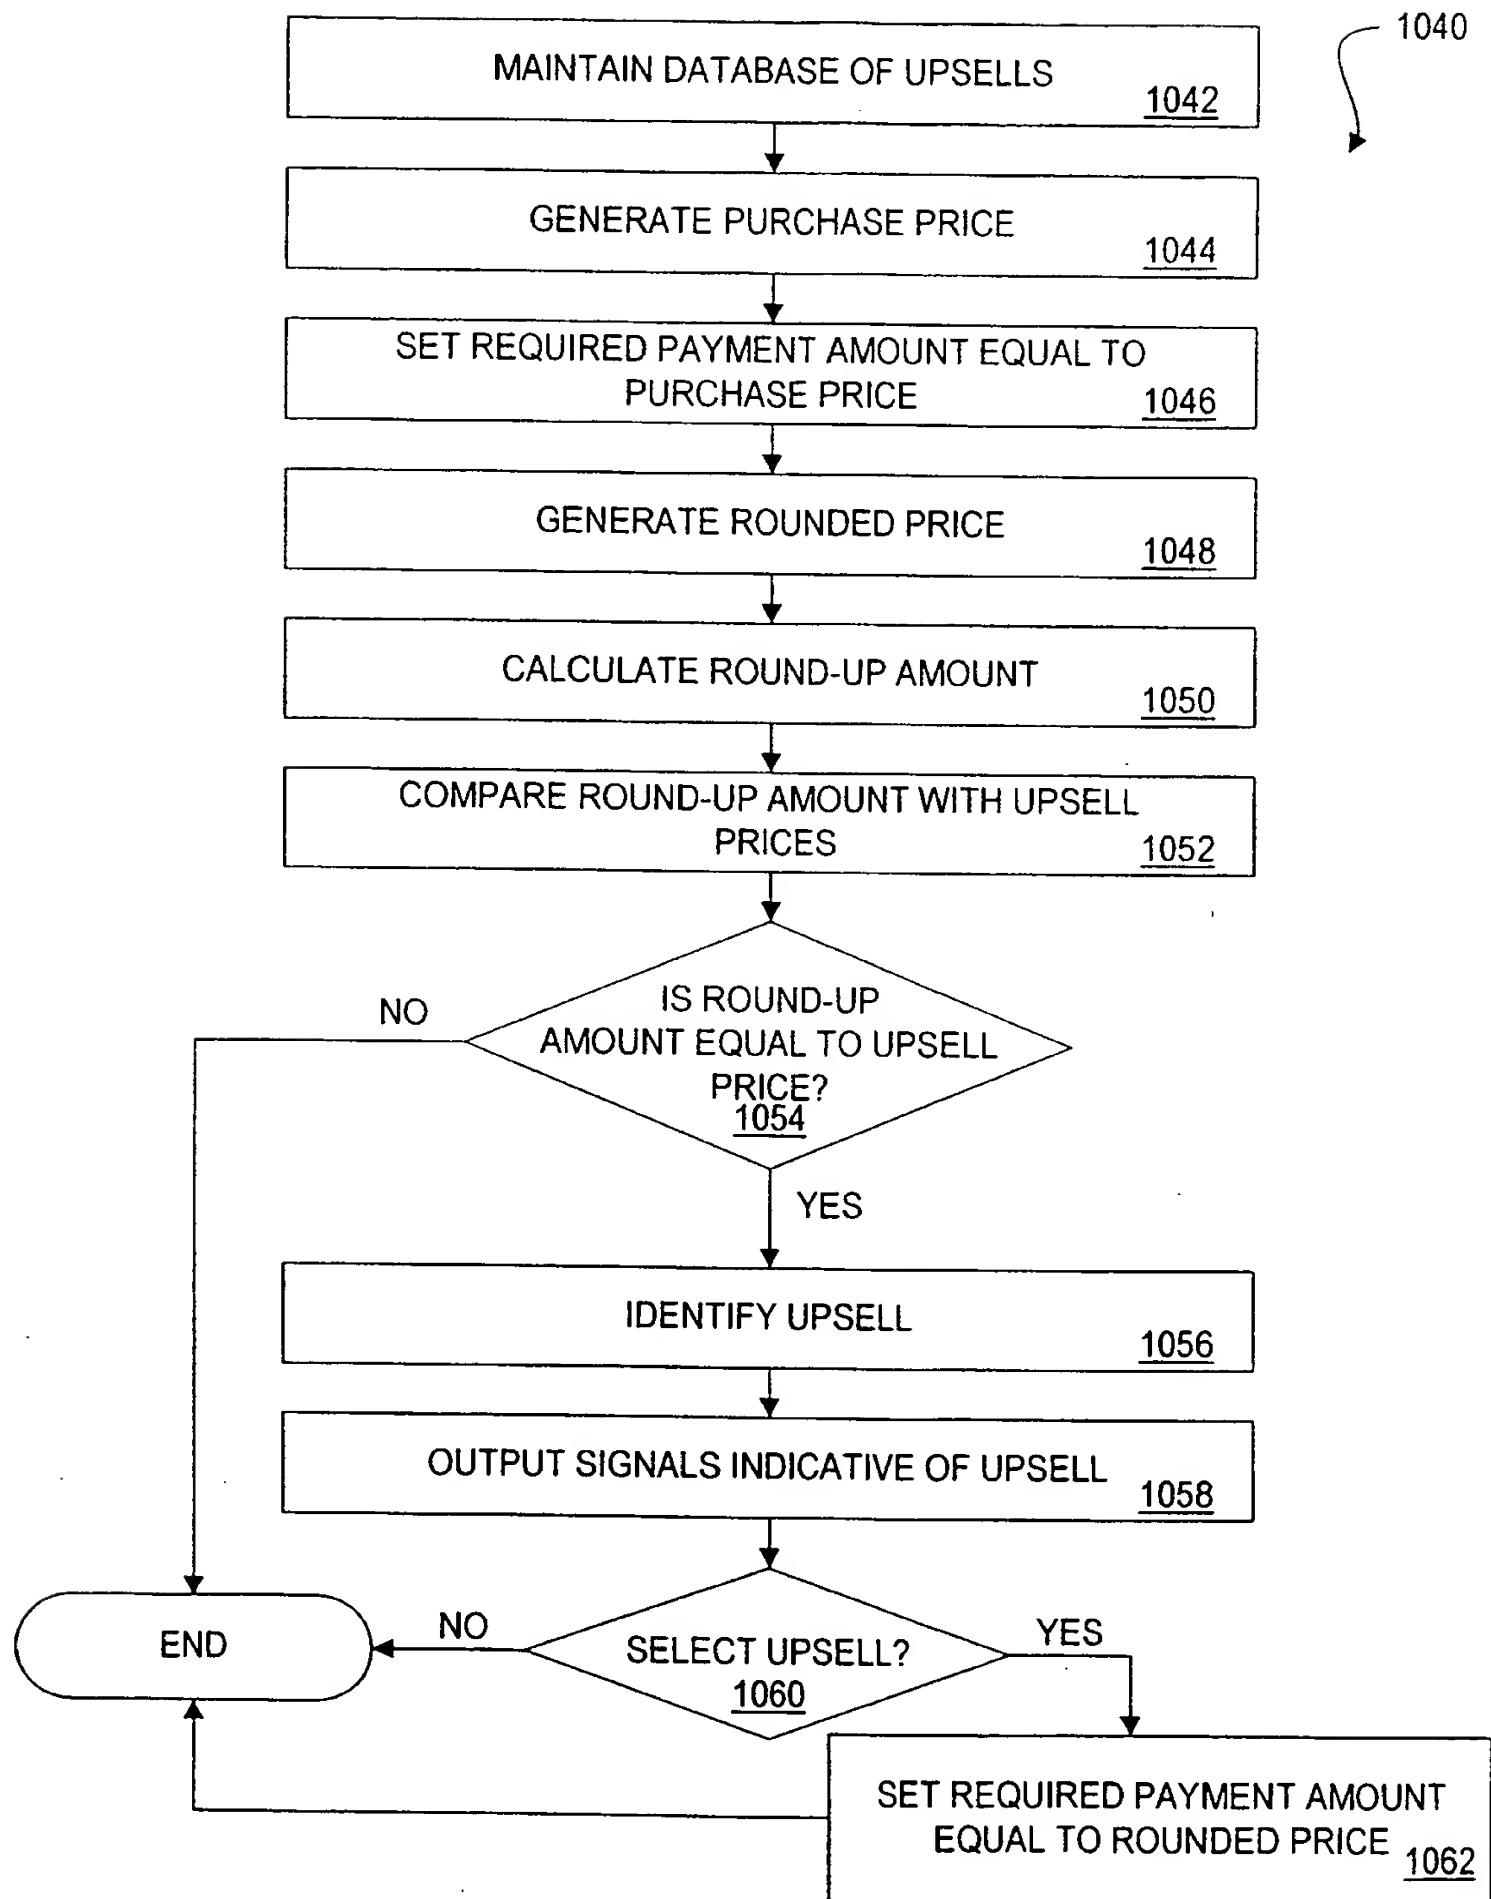 1040
MAINTAIN DATABASE OF UPSELLS
1042
GENERATE PURCHASE PRICE
1044
SET REQUIRED PAYMENT AMOUNT EQUAL TO
PURCHASE PRICE
1046
GENERATE ROUNDED PRICE
1048
CALCULATE ROUND-UP AMOUNT
1050
COMPARE ROUND-UP AMOUNT WITH UPSELL
PRICES
1052
NO
IS ROUND-UP
AMOUNT EQUAL TO UPSELL
PRICE?
1054
YES
IDENTIFY UPSELL
1056
OUTPUT SIGNALS INDICATIVE OF UPSELL
1058
END
NO
SELECT UPSELL?
1060
YES
SET REQUIRED PAYMENT AMOUNT
EQUAL TO ROUNDED PRICE
1062